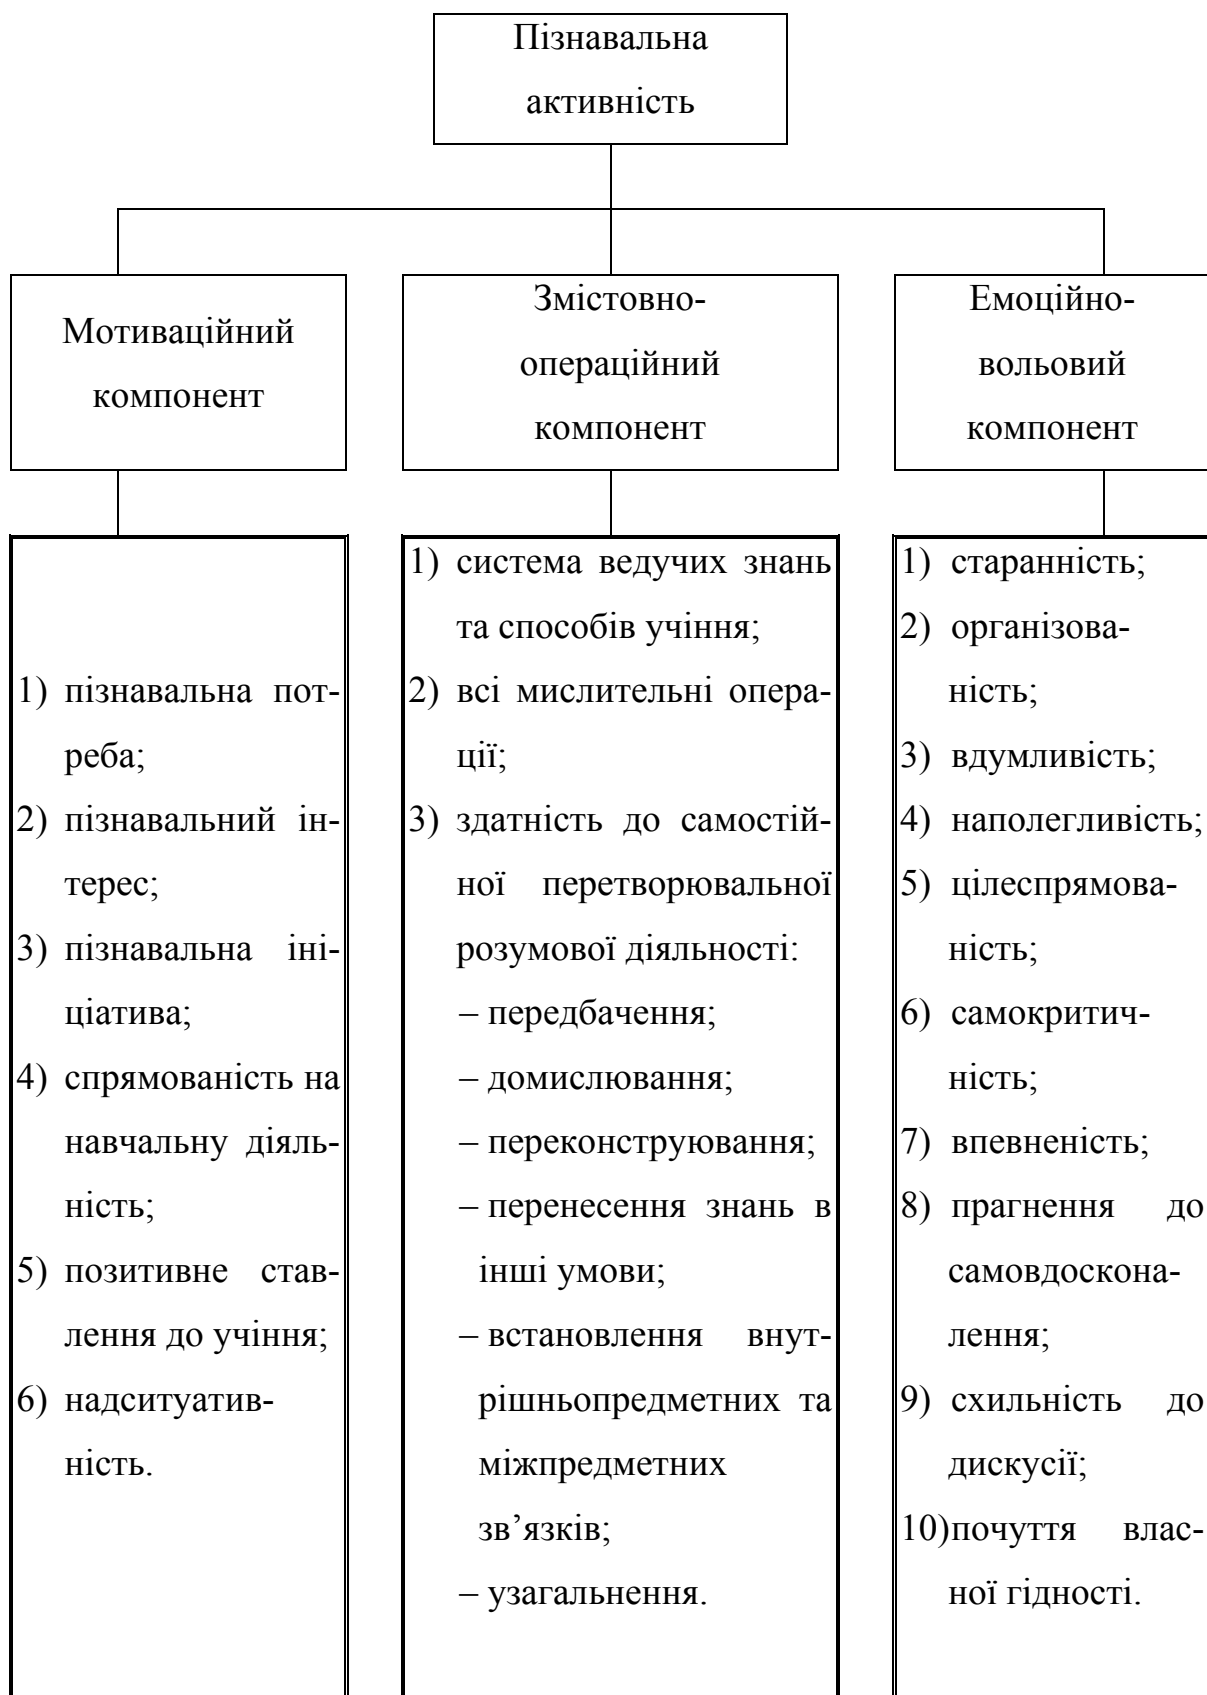 Пізнавальна
активність
Мотиваційний
компонент
Змістовно-
операційний
компонент
Емоційно-
вольовий
компонент
1) пізнавальна пот-
реба;
2) пізнавальний ін-
терес;
3) пізнавальна іні-
ціатива;
4) спрямованість на
навчальну діяль-
ність;
5) позитивне став-
лення до учіння;
6) надситуатив-
ність.
1) система ведучих знань
та способів учіння;
2) всі мислительні опера-
ції;
3) здатність до самостій-
ної перетворювальної
розумової діяльності:
– передбачення;
– домислювання;
– переконструювання;
– перенесення знань в
інші умови;
– встановлення внут-
рішньопредметних та
міжпредметних
зв’язків;
– узагальнення.
1) старанність;
2) організова-
ність;
3) вдумливість;
4) наполегливість;
5) цілеспрямова-
ність;
6) самокритич-
ність;
7) впевненість;
8) прагнення до
самовдоскона-
лення;
9) схильність до
дискусії;
10)почуття влас-
ної гідності.